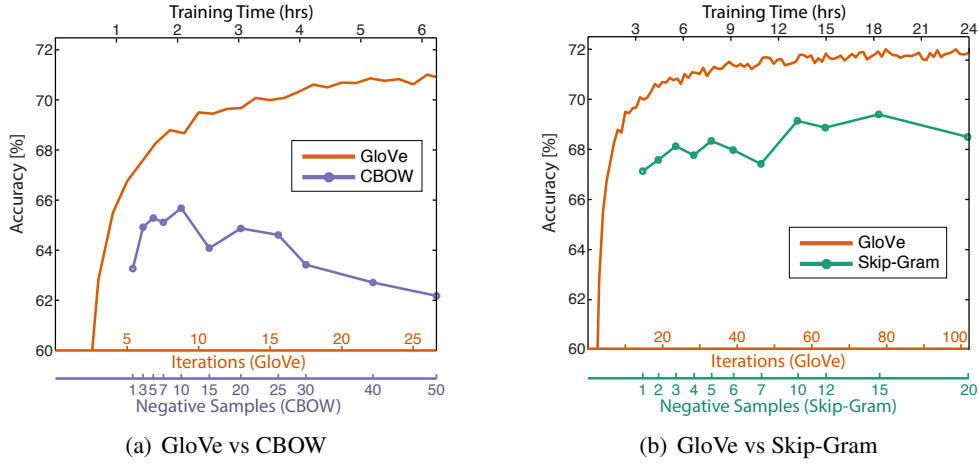 Training Time (hrs)
1 2 3 4 5 6
72
70
68
66
64
62
60
Accuracy [%]
GloVe
CBOW
5 10 15 20 25
Iterations (GloVe)
1 3 5 7 10 15 20 25 30 40 50
Negative Samples (CBOW)
(a) GloVe vs CBOW
Training Time (hrs)
3 6 9 12 15 18 21 24
72
70
68
66
64
62
60
Accuracy [%]
GloVe
Skip-Gram
20 40 60 80 100
Iterations (GloVe)
1 2 3 4 5 6 7 10 12 15 20
Negative Samples (Skip-Gram)
(b) GloVe vs Skip-Gram